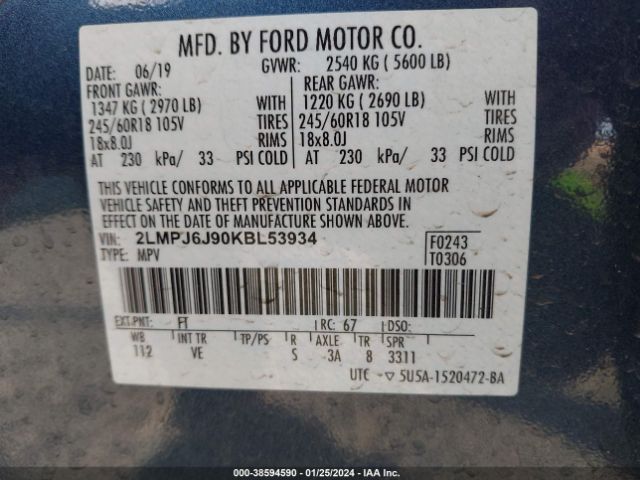 MFD. BY FORD MOTOR CO.
DATE: 06/19 GVWR: 2540 KG ( 5600 LB)
FRONT GAWR: REAR GAWR:
1347 KG ( 2970 LB) WITH 1220 KG ( 2690 LB) WITH
245/60R18 105V TIRES 245/60R18 105V TIRES
18x8.0J RIMS 18x8.0J RIMS
AT 230 kPa/ 33 PSI COLD AT 230 kPa/ 33 PSI COLD
THIS VEHICLE CONFORMS TO ALL APPLICABLE FEDERAL MOTOR
VEHICLE SAFETY AND THEFT PREVENTION STANDARDS IN
EFFECT ON THE DATE OF MANUFACTURE SHOWN ABOVE.
VIN: 2LMPJ6J90KBL53934 F0243
TYPE: MPV T0306
EXT PNT: FT RC: 67 DSO:
WB INT TR TP/PS R AXLE TR SPR
112 VE S 3A 8 3311
UTC ▽ 5U5A-1520472-BA
© COPART - 38594590 - 01/25/2024 - IAA Inc.